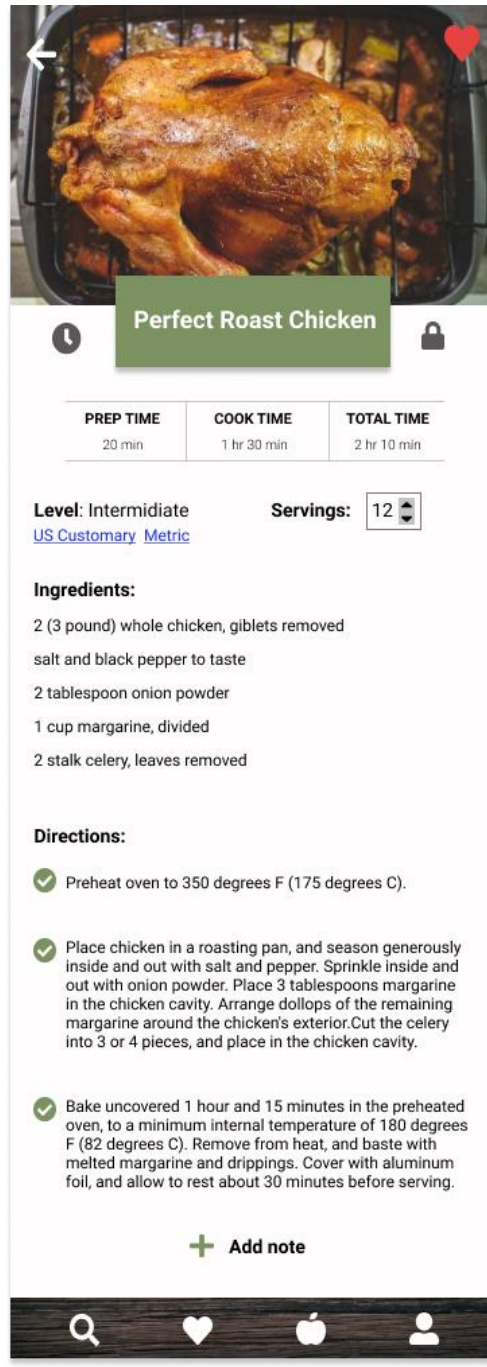 Perfect Roast Chicken
PREP TIME
COOK TIME
TOTAL TIME
20 min
1 hr 30 min
2 hr 10 min
Level: Intermidiate
Servings: 12
US Customary Metric
Ingredients:
2 (3 pound) whole chicken, giblets removed
salt and black pepper to taste
2 tablespoon onion powder
1 cup margarine, divided
2 stalk celery, leaves removed
Directions:
Preheat oven to 350 degrees F (175 degrees C).
Place chicken in a roasting pan, and season generously
inside and out with salt and pepper. Sprinkle inside and
out with onion powder. Place 3 tablespoons margarine
in the chicken cavity. Arrange dollops of the remaining
margarine around the chicken's exterior.Cut the celery
into 3 or 4 pieces, and place in the chicken cavity.
Bake uncovered 1 hour and 15 minutes in the preheated
oven, to a minimum internal temperature of 180 degrees
F (82 degrees C). Remove from heat, and baste with
melted margarine and drippings. Cover with aluminum
foil, and allow to rest about 30 minutes before serving.
Add note